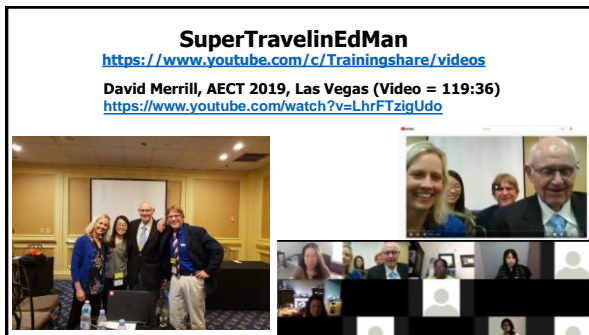 SuperTravelinEdMan
https://www.youtube.com/c/Trainingshare/videos
David Merrill, AECT 2019, Las Vegas (Video = 119:36)
https://www.youtube.com/watch?v=LhrFTzigUdo